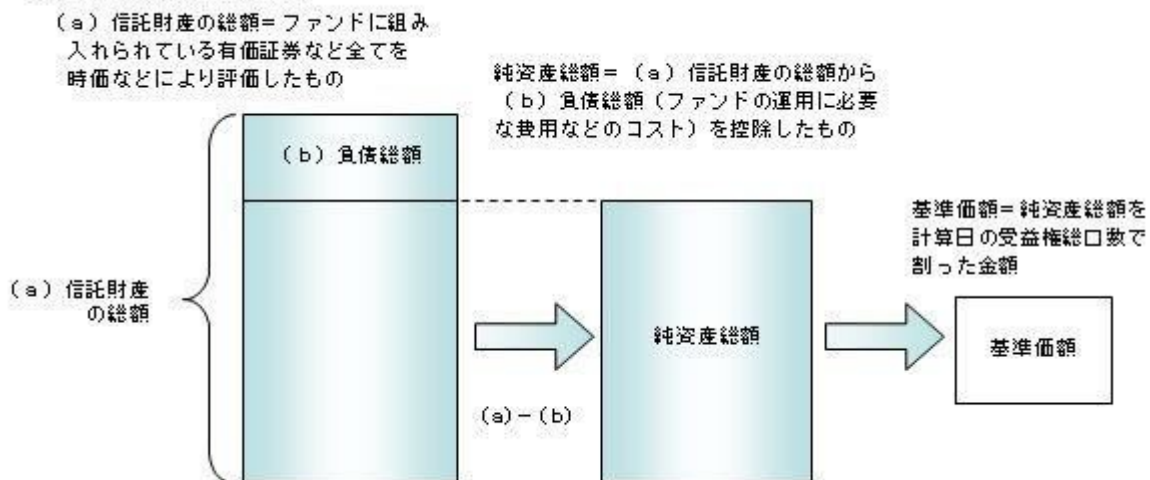 (a)信託財産の総額=ファンドに組み
入れられている有価証券など全てを
時価などにより評価したもの
純資産総額=(a)信託財産の総額から
(b)負債総額(ファンドの運用に必要
な費用などのコスト)を控除したもの
(b)負債総額
基準価額=純資産総額を
計算日の受益権総口数で
割った金額
(a)信託財産
の総額
純資産総額
基準価額
(a)-(b)